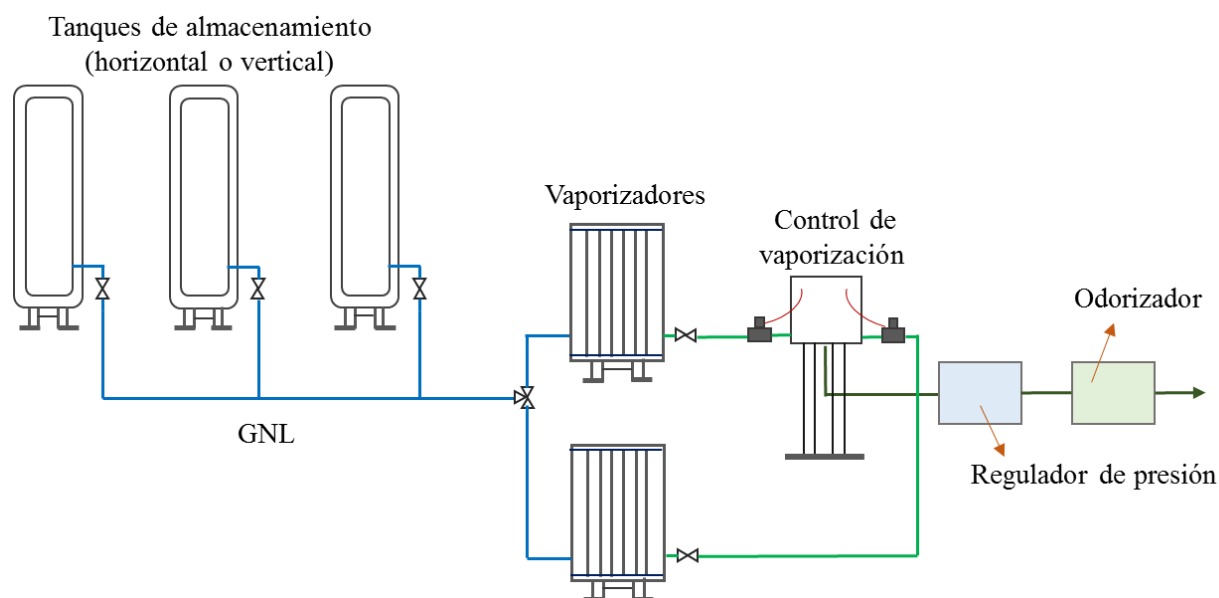 Tanques de almacenamiento
(horizontal o vertical)
Vaporizadores
Control de
vaporización
Odorizador
GNL
Regulador de presión